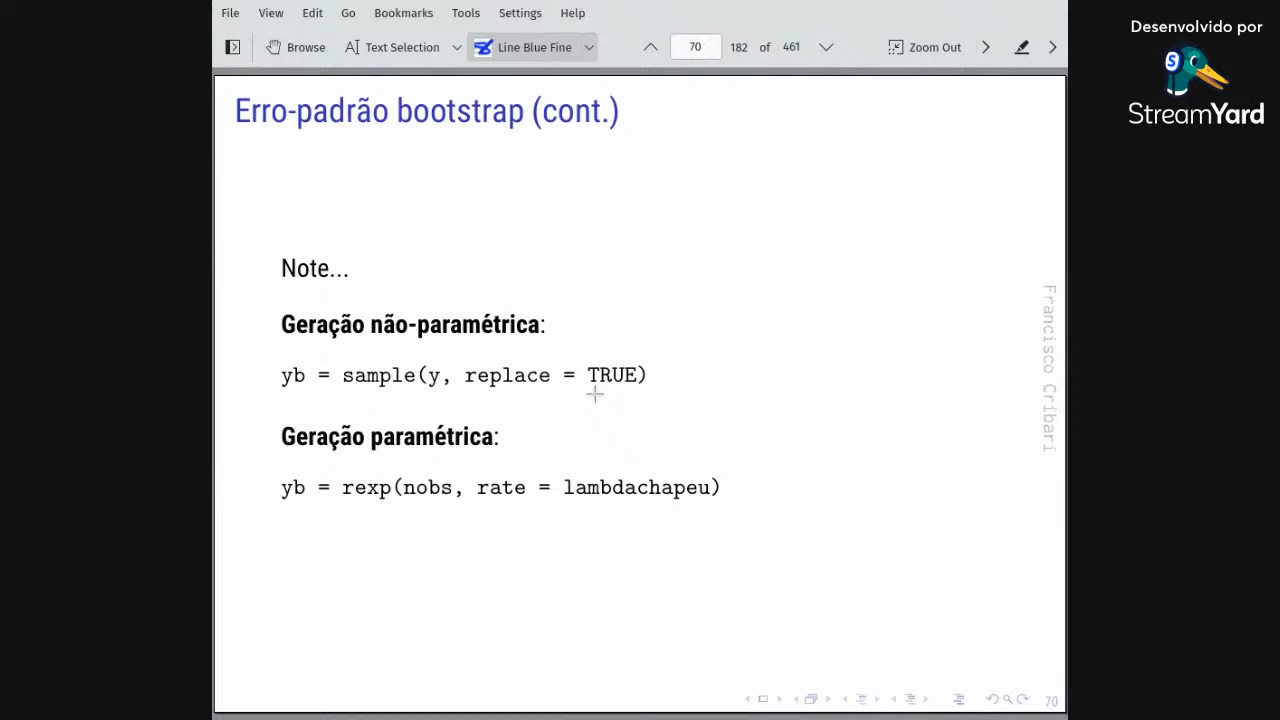 File View Edit Go Bookmarks Tools Settings Help
Desenvolvido por
StreamYard
Browse Text Selection Line Blue Fine 70 182 of 461 Zoom Out
Erro-padrão bootstrap (cont.)
Note...
Geração não-paramétrica:
yb = sample(y, replace = TRUE)
Geração paramétrica:
yb = rexp(nobs, rate = lambdachapeu)
Francisco Cribari
70